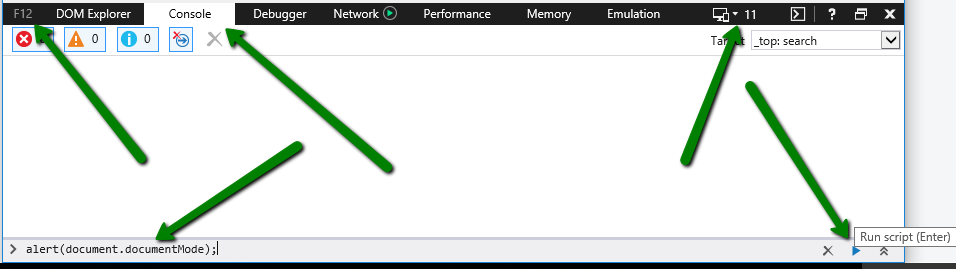 F12 DOM Explorer Console Debugger Network Performance Memory Emulation 11 ?
0 0 Target _top: search
> alert(document.documentMode);
Run script (Enter)